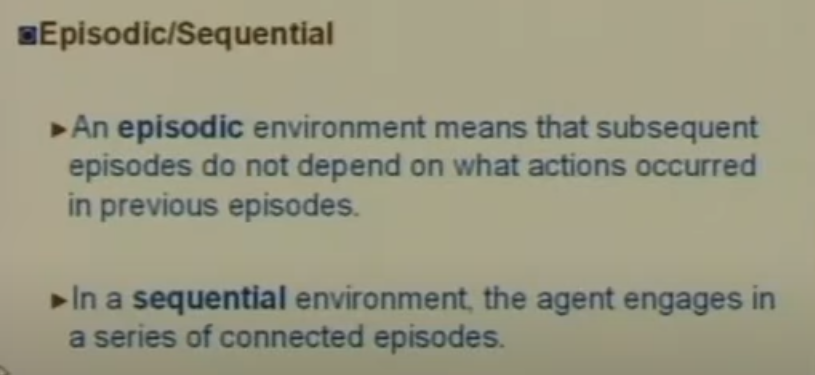 Episodic/Sequential
►An episodic environment means that subsequent
episodes do not depend on what actions occurred
in previous episodes.
►In a sequential environment, the agent engages in
a series of connected episodes.